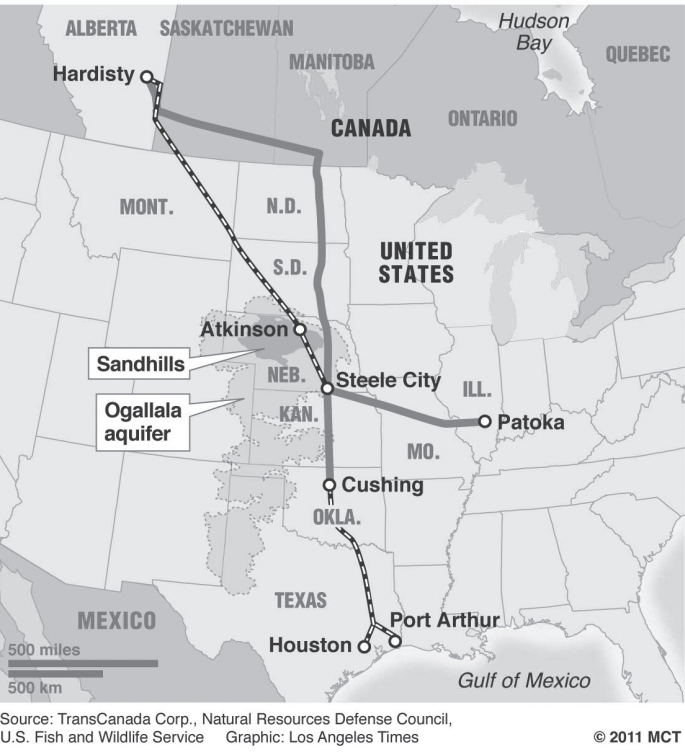 Hudson
Bay
ALBERTA
SASKATCHEWAN
QUEBEC
MANITOBA
Hardisty
ONTARIO
CANADA
MONT.
N.D.
UNITED
STATES
S.D.
Atkinson
Sandhills
NEB.
Steele City
ILL.
Ogallala
aquifer
KAN.
Patoka
MO.
Cushing
OKLA.
TEXAS
MEXICO
Port Arthur
Houston
500 miles
500 km
Gulf of Mexico
Source: TransCanada Corp., Natural Resources Defense Council,
U.S. Fish and Wildlife Service Graphic: Los Angeles Times
© 2011 MCT